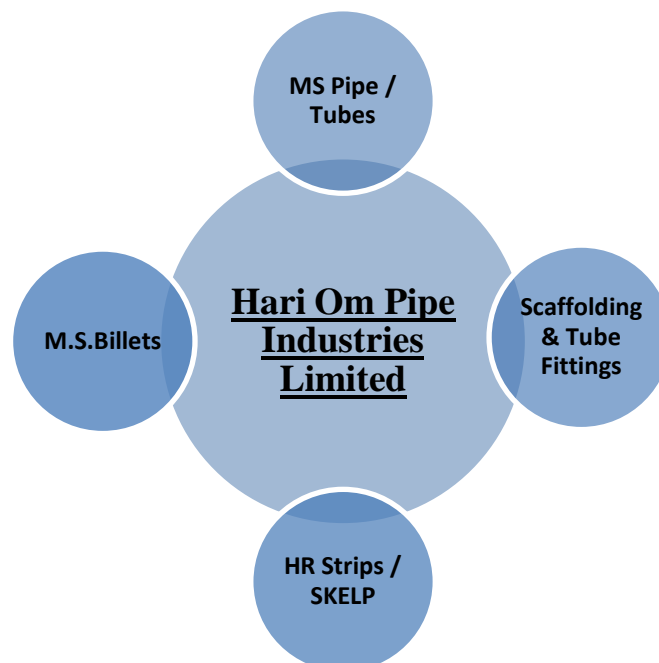 MS Pipe /
Tubes
Hari Om Pipe
Industries
Limited
Scaffolding
& Tube
Fittings
M.S.Billets
HR Strips /
SKELP